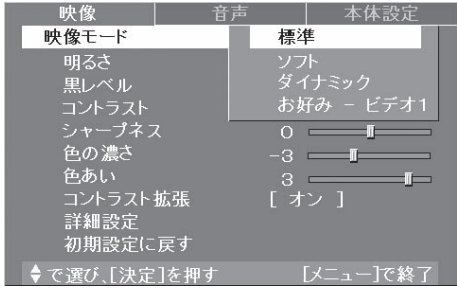 映像 音声 本体設定
映像モード 標準
明るさ ソフト
黒レベル ダイナミック
コントラスト お好み － ビデオ1
シャープネス 0
色の濃さ －3
色あい 3
コントラスト拡張 [ オン ]
詳細設定
初期設定に戻す
で選び、[決定]を押す [メニュー]で終了